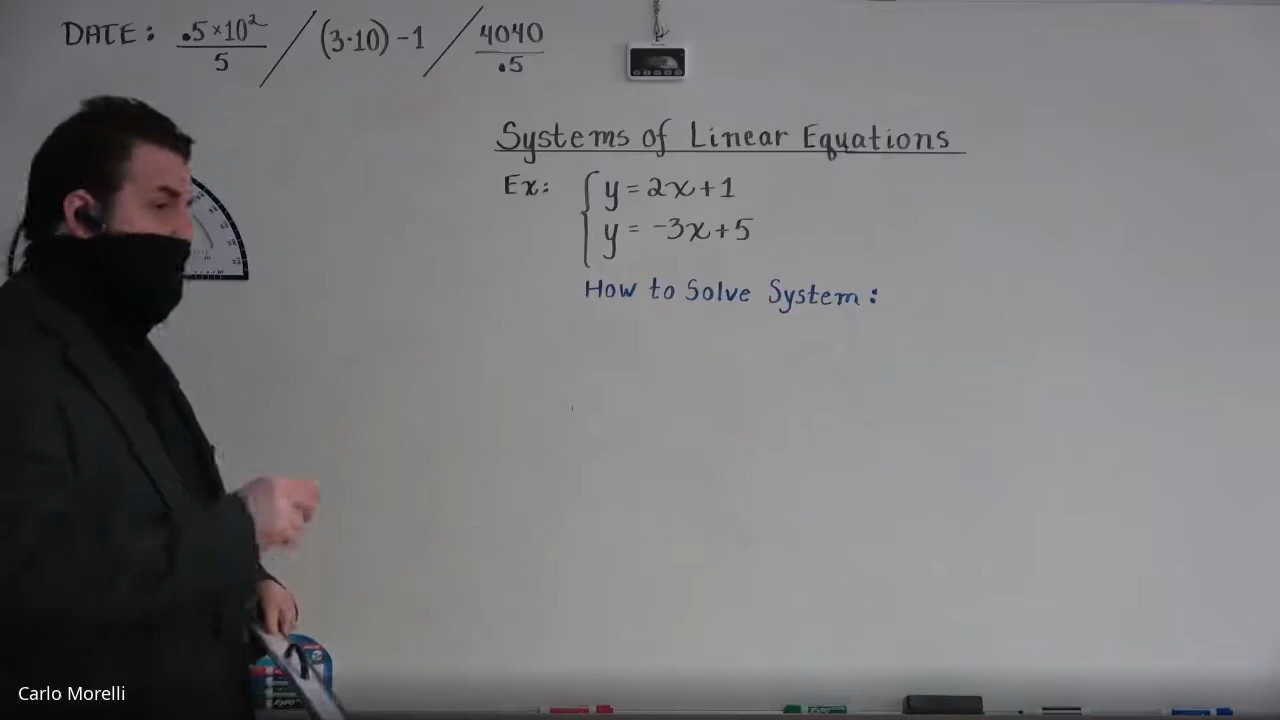 DATE: .5×10²/5 / (3·10)-1 / 4040/.5
Systems of Linear Equations
Ex: { y = 2x+1
y = -3x+5
How to Solve System:
Carlo Morelli